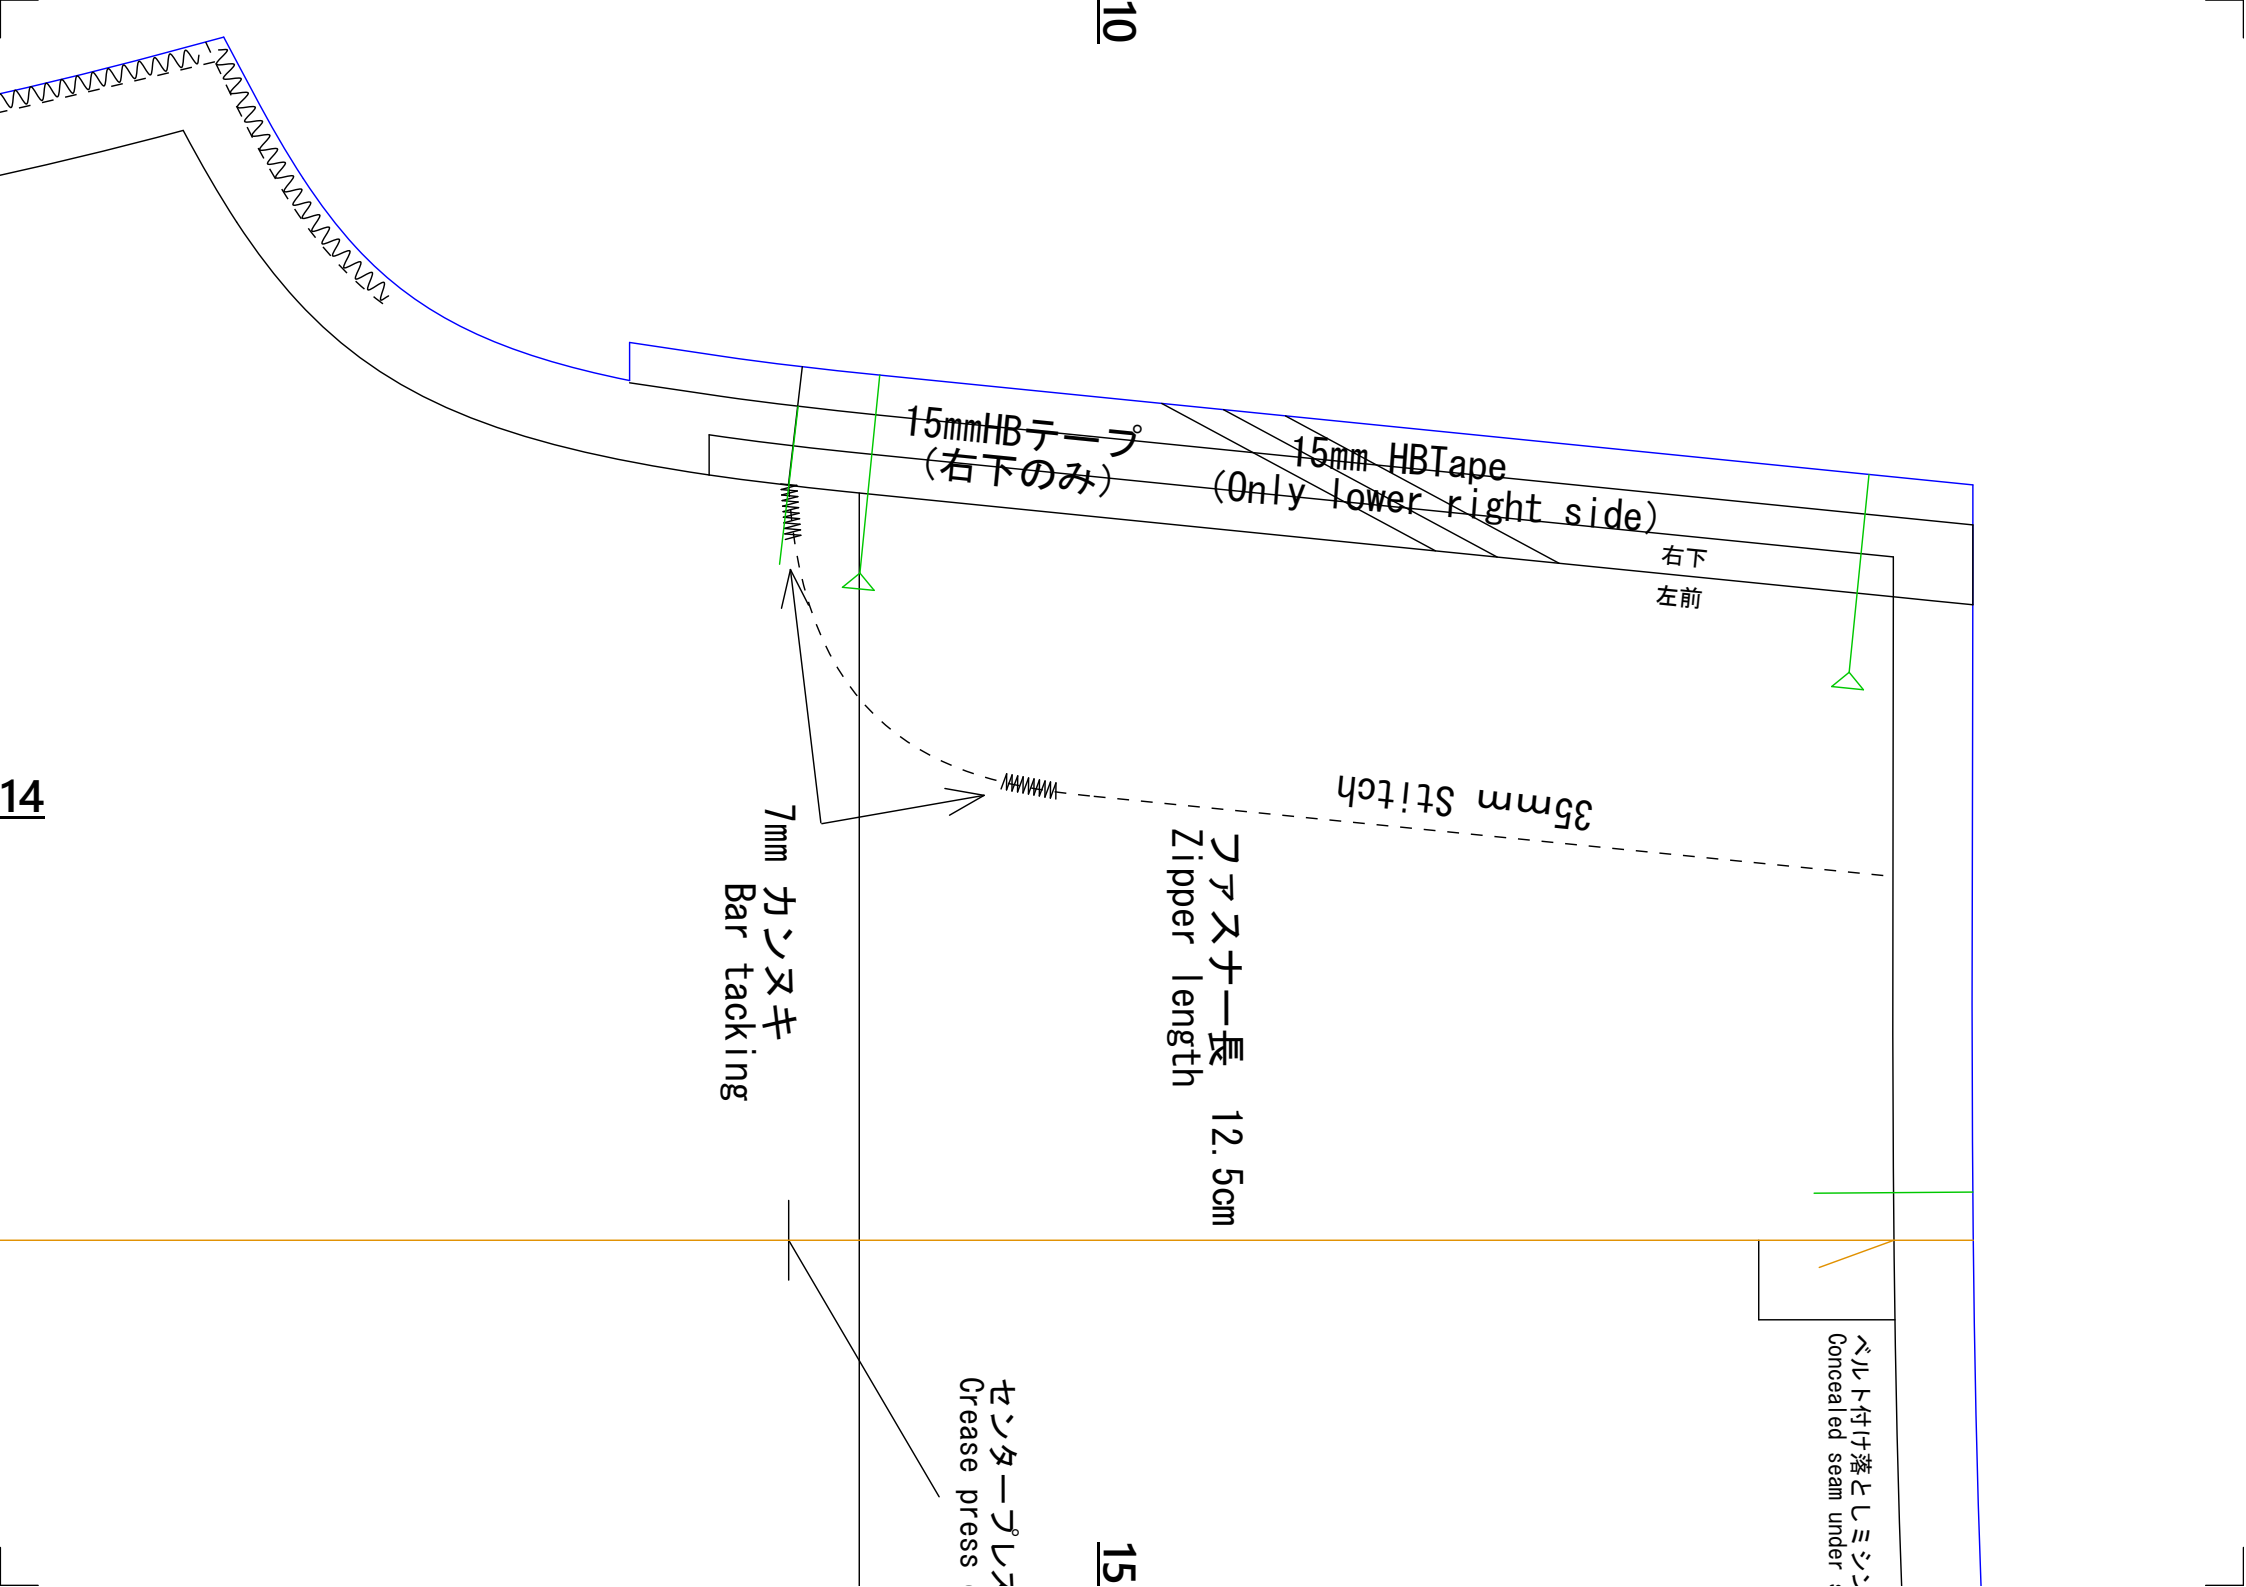 10
15mmHBテープ
(右下のみ)
15mm HBTape
(Only lower right side)
右下
左前
35mm Stitch
14
7mm カンヌキ
Bar tacking
ファスナー長 12.5cm
Zipper length
センタープレス
Crease press
ベルト付け落としミシン
Concealed seam under
15